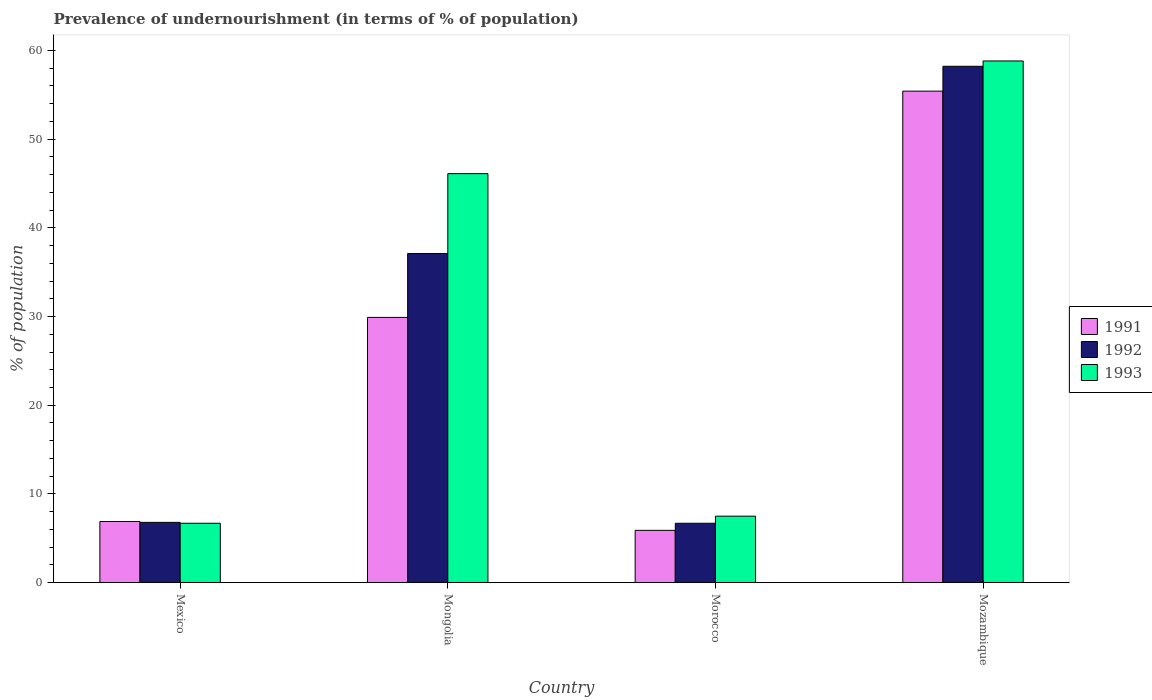 Prevalence of undernourishment (in terms of % of population)
60
50
40
30
20
10
0
% of population
Mexico
Mongolia
Morocco
Mozambique
Country
1991
1992
1993